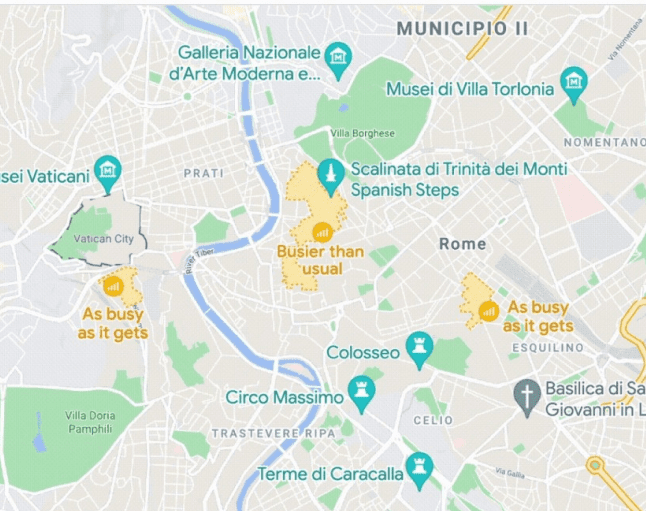 MUNICIPIO II
Galleria Nazionale
d'Arte Moderna e...
Via Nomentana
Musei di Villa Torlonia
Villa Borghese
NOMENTANO
sei Vaticani
PRATI
Scalinata di Trinità dei Monti
Spanish Steps
Vatican City
River Tiber
Busier than
usual
Rome
As busy
as it gets
As busy
as it gets
ESQUILINO
Colosseo
Circo Massimo
Basilica di Sa
Giovanni in L
Villa Doria
Pamphili
TRASTEVERE
RIPA
CELIO
Terme di Caracalla
Via Gallia